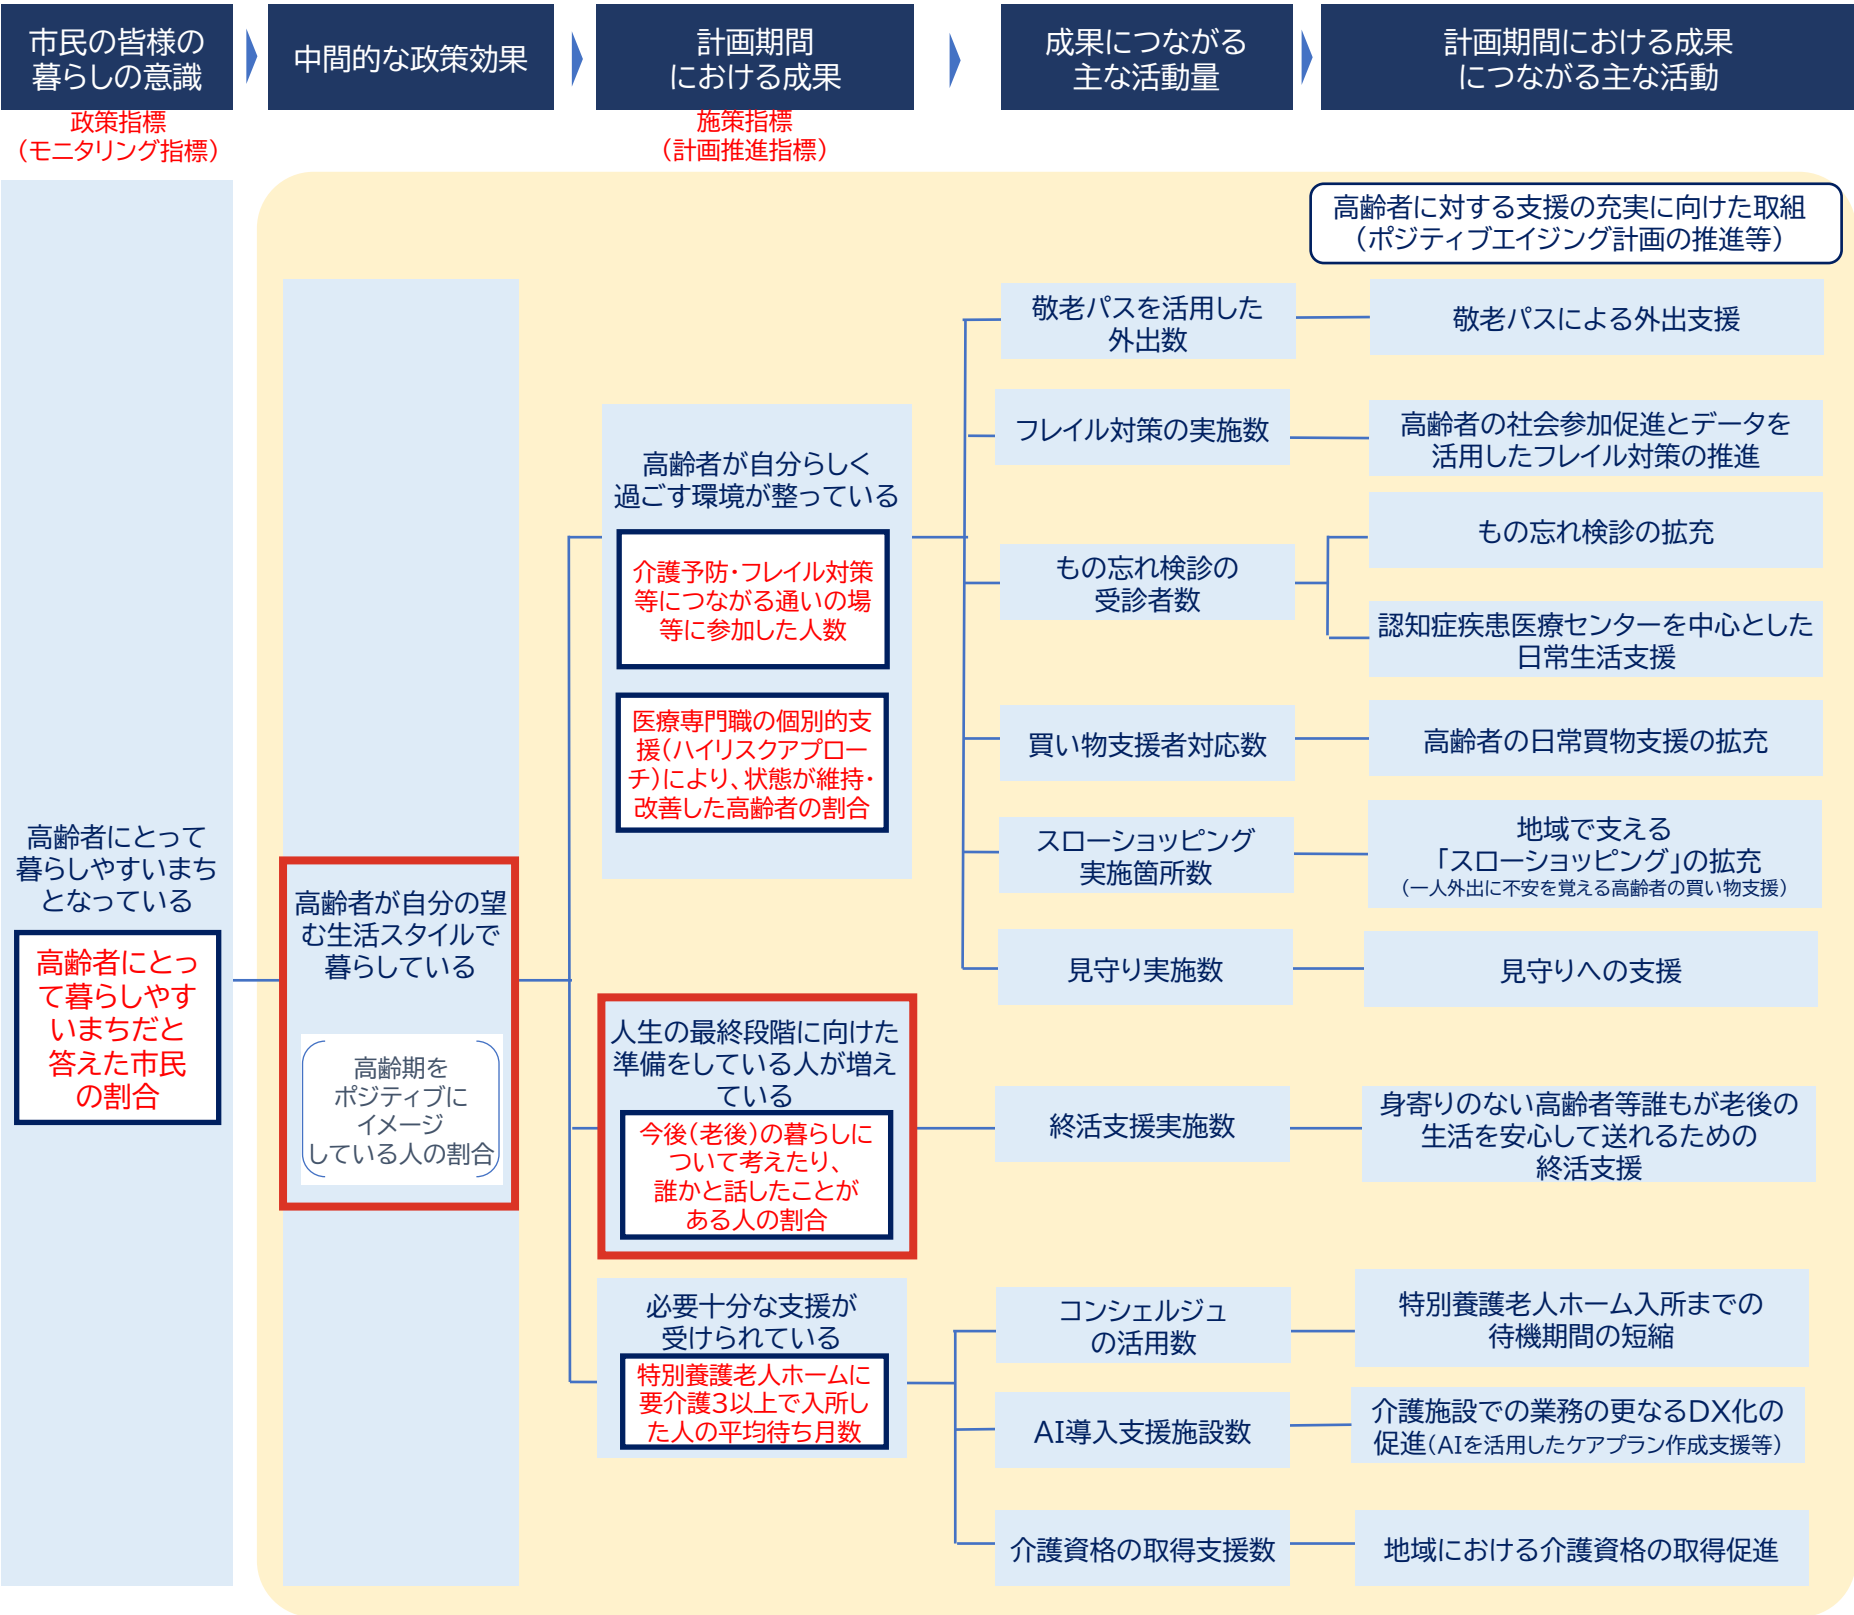 市民の皆様の
暮らしの意識
中間的な政策効果
計画期間
における成果
成果につながる
主な活動量
計画期間における成果
につながる主な活動
政策指標
（モニタリング指標）
施策指標
（計画推進指標）
高齢者に対する支援の充実に向けた取組
（ポジティブエイジング計画の推進等）
高齢者にとって
暮らしやすいまち
となっている
高齢者にとっ
て暮らしやす
いまちだと
答えた市民
の割合
高齢者が自分の望
む生活スタイルで
暮らしている
高齢期を
ポジティブに
イメージ
している人の割合
高齢者が自分らしく
過ごす環境が整っている
介護予防・フレイル対策
等につながる通いの場
等に参加した人数
医療専門職の個別的支
援（ハイリスクアプロー
チ）により、状態が維持・
改善した高齢者の割合
人生の最終段階に向けた
準備をしている人が増え
ている
今後（老後）の暮らしに
ついて考えたり、
誰かと話したことが
ある人の割合
必要十分な支援が
受けられている
特別養護老人ホームに
要介護３以上で入所し
た人の平均待ち月数
敬老パスを活用した
外出数
敬老パスによる外出支援
フレイル対策の実施数
高齢者の社会参加促進とデータを
活用したフレイル対策の推進
もの忘れ検診の
受診者数
もの忘れ検診の拡充
認知症疾患医療センターを中心とした
日常生活支援
買い物支援者対応数
高齢者の日常買物支援の拡充
スローショッピング
実施箇所数
地域で支える
「スローショッピング」の拡充
（一人外出に不安を覚える高齢者の買い物支援）
見守り実施数
見守りへの支援
終活支援実施数
身寄りのない高齢者等誰もが老後の
生活を安心して送れるための
終活支援
コンシェルジュ
の活用数
特別養護老人ホーム入所までの
待機期間の短縮
AI導入支援施設数
介護施設での業務の更なるDX化の
促進（AIを活用したケアプラン作成支援等）
介護資格の取得支援数
地域における介護資格の取得促進